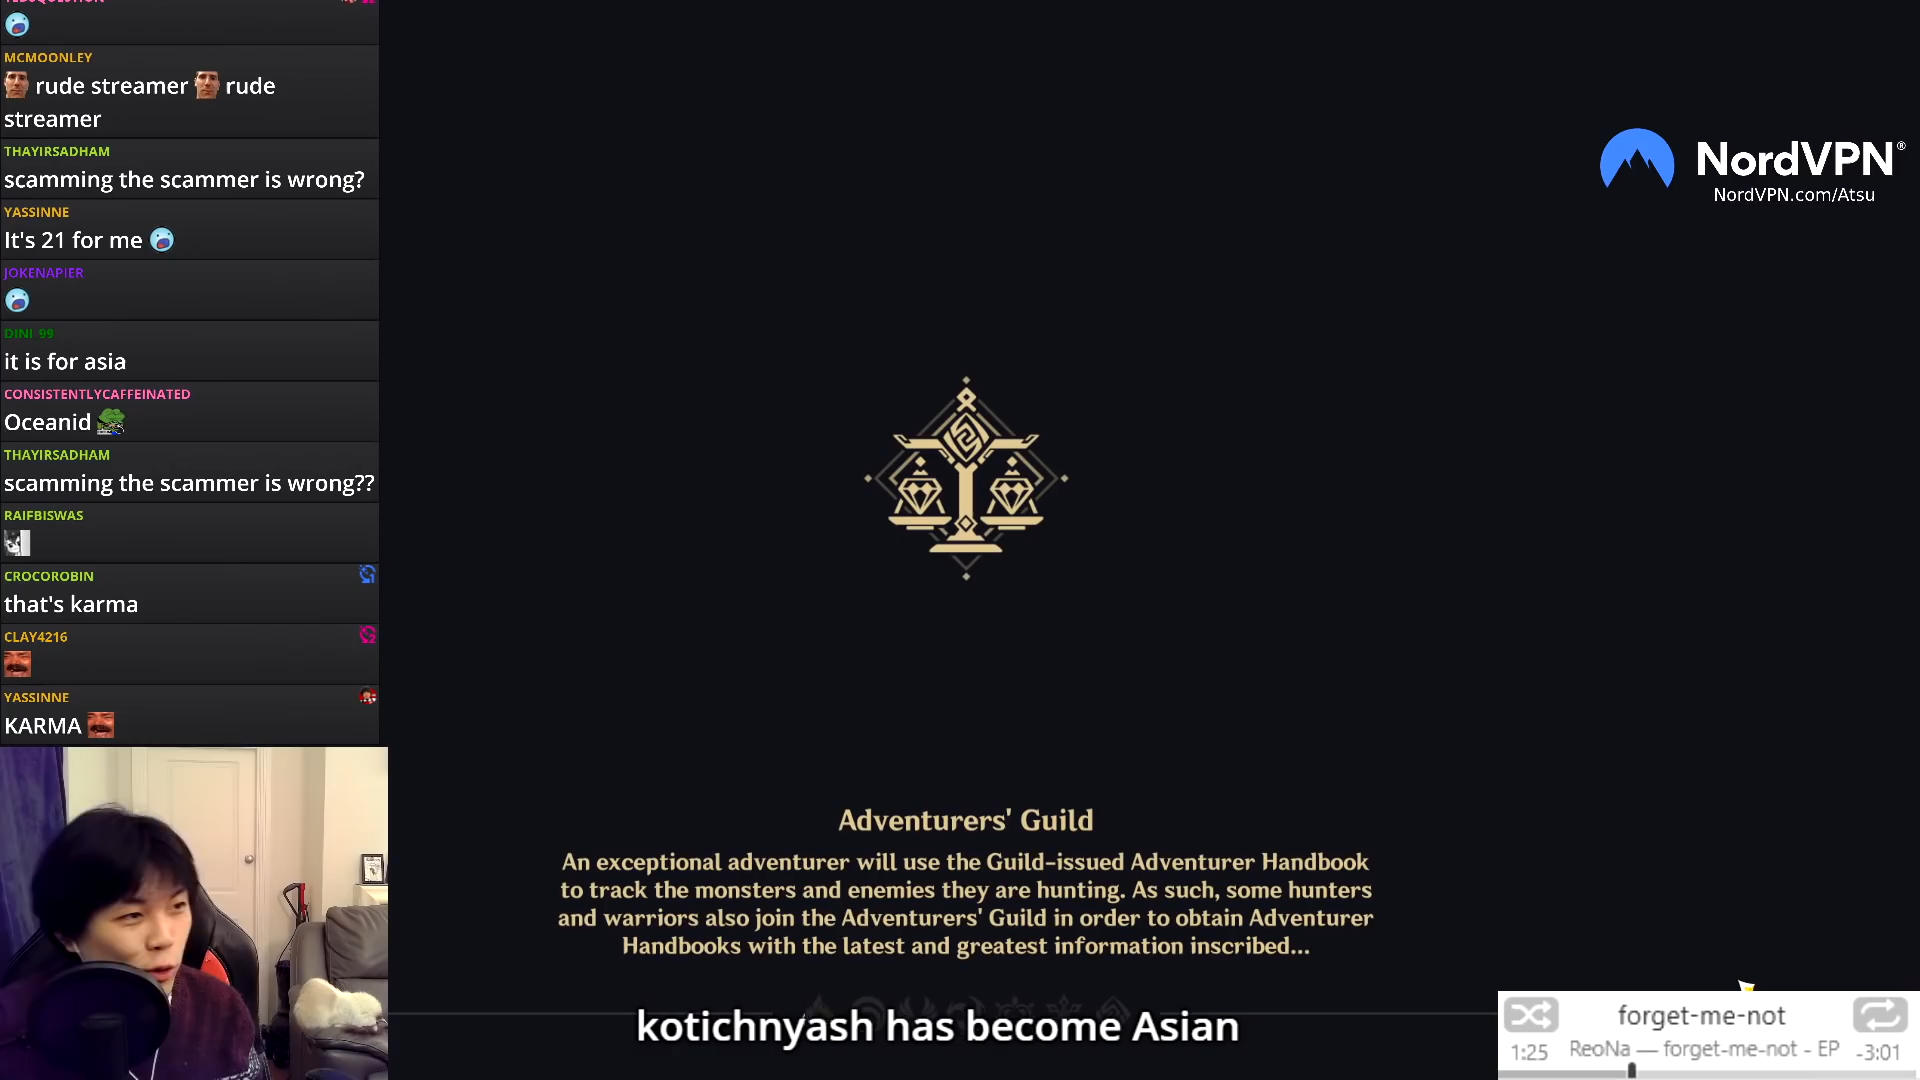 MCMOONLEY
rude streamer rude
streamer
THAYIRSADHAM
scamming the scammer is wrong?
YASSINNE
It's 21 for me
JOKENAPIER
DINI_99
it is for asia
CONSISTENTLYCAFFEINATED
Oceanid
THAYIRSADHAM
scamming the scammer is wrong??
RAIFBISWAS
CROCOROBIN
that's karma
CLAY4216
YASSINNE
KARMA
NordVPN®
NordVPN.com/Atsu
Adventurers' Guild
An exceptional adventurer will use the Guild-issued Adventurer Handbook
to track the monsters and enemies they are hunting. As such, some hunters
and warriors also join the Adventurers' Guild in order to obtain Adventurer
Handbooks with the latest and greatest information inscribed...
kotichnyash has become Asian
forget-me-not
1:25 ReoNa — forget-me-not - EP -3:01